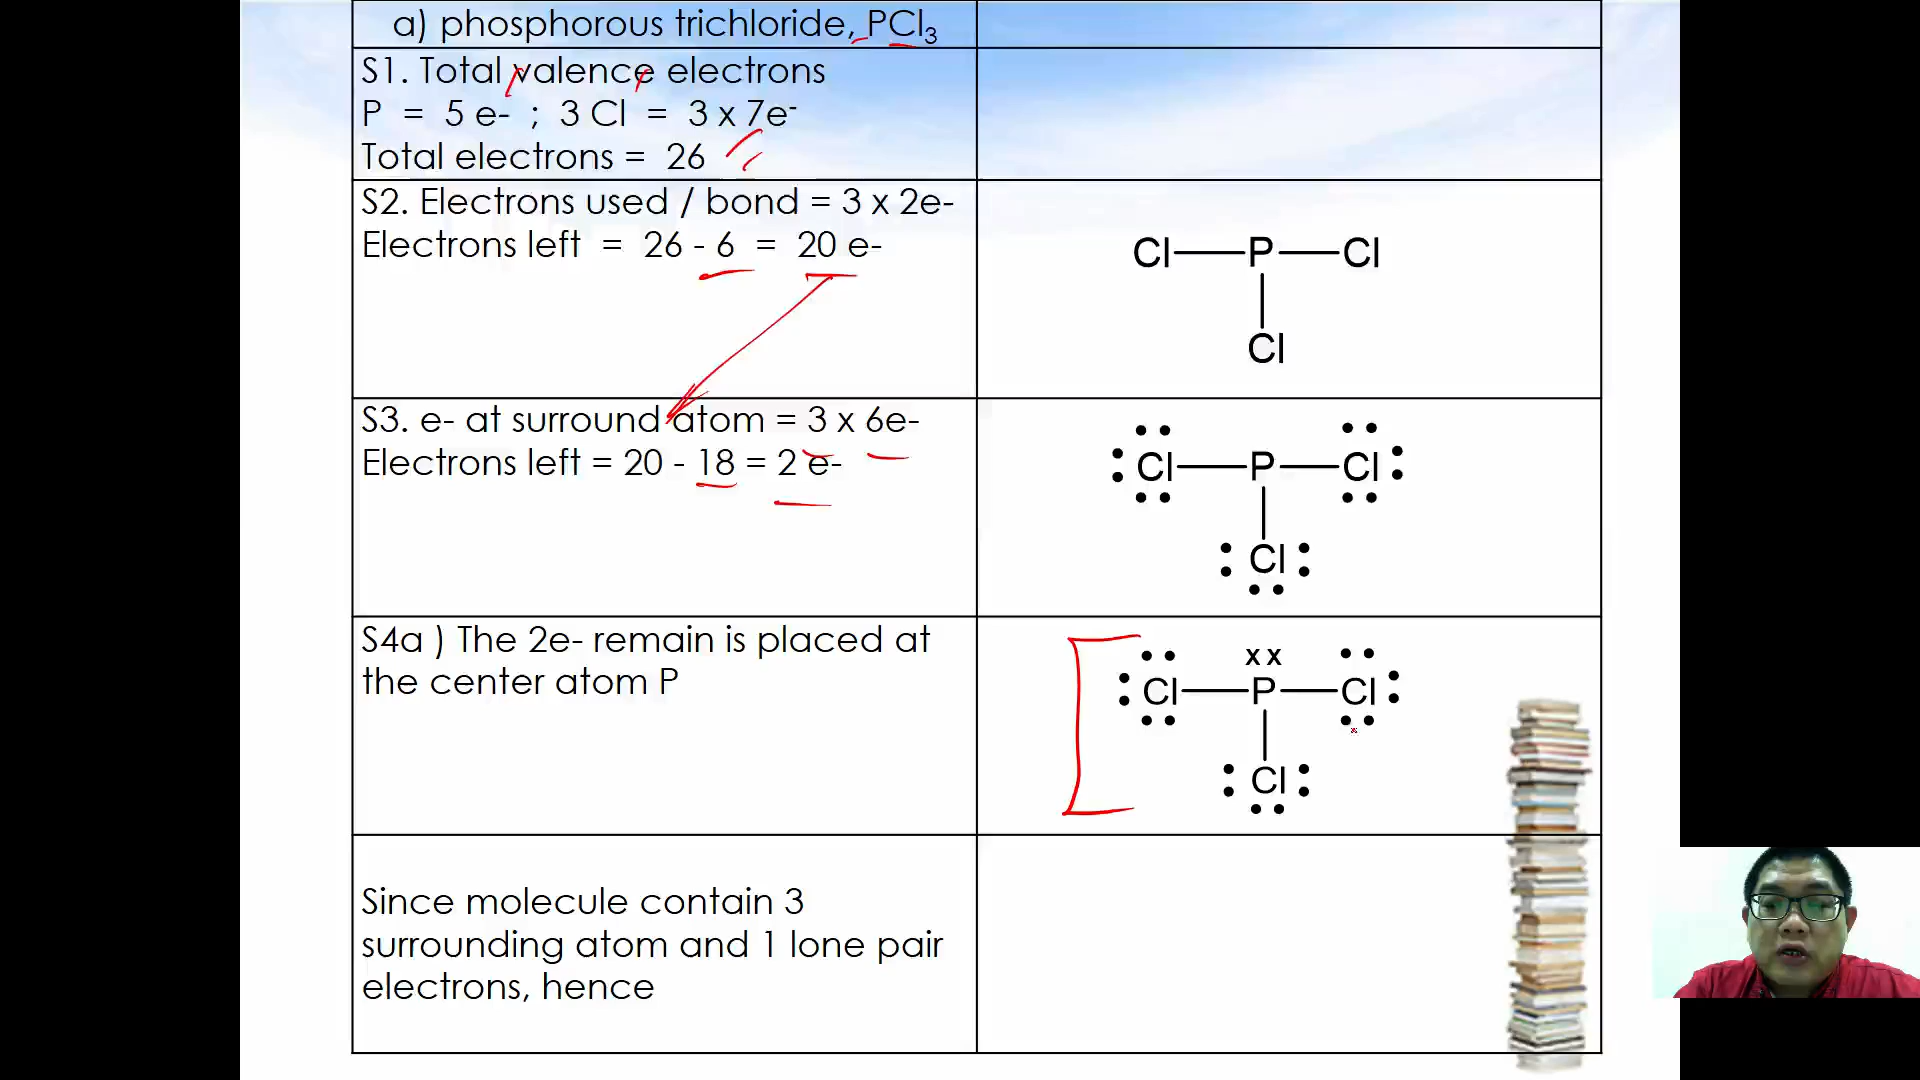 a) phosphorous trichloride, PCl₃
S1. Total valence electrons
P = 5 e- ; 3 Cl = 3 x 7e⁻
Total electrons = 26
S2. Electrons used / bond = 3 x 2e-
Electrons left = 26 - 6 = 20 e-
Cl P Cl
Cl
S3. e- at surround atom = 3 x 6e-
Electrons left = 20 - 18 = 2 e-
Cl P Cl
Cl
S4a ) The 2e- remain is placed at
the center atom P
x x
Cl P Cl
Cl
Since molecule contain 3
surrounding atom and 1 lone pair
electrons, hence